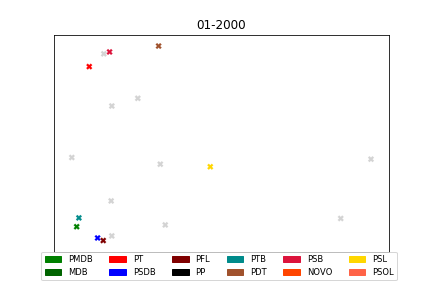 01-2000
PMDB PT PFL PTB PSB PSL
MDB PSDB PP PDT NOVO PSOL